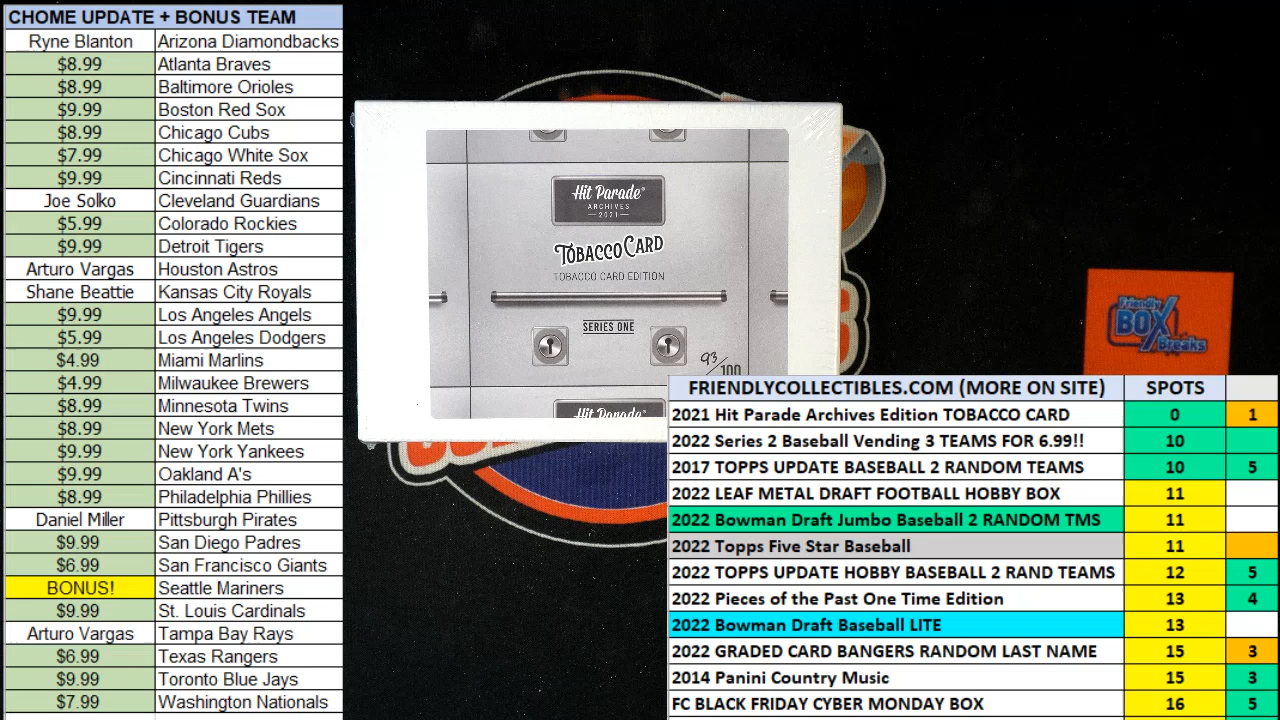 CHOME UPDATE + BONUS TEAM
Ryne Blanton Arizona Diamondbacks
$8.99 Atlanta Braves
$8.99 Baltimore Orioles
$9.99 Boston Red Sox
$8.99 Chicago Cubs
$7.99 Chicago White Sox
$9.99 Cincinnati Reds
Joe Solko Cleveland Guardians
$5.99 Colorado Rockies
$9.99 Detroit Tigers
Arturo Vargas Houston Astros
Shane Beattie Kansas City Royals
$9.99 Los Angeles Angels
$5.99 Los Angeles Dodgers
$4.99 Miami Marlins
$4.99 Milwaukee Brewers
$8.99 Minnesota Twins
$8.99 New York Mets
$9.99 New York Yankees
$9.99 Oakland A's
$8.99 Philadelphia Phillies
Daniel Miller Pittsburgh Pirates
$9.99 San Diego Padres
$6.99 San Francisco Giants
BONUS! Seattle Mariners
$9.99 St. Louis Cardinals
Arturo Vargas Tampa Bay Rays
$6.99 Texas Rangers
$9.99 Toronto Blue Jays
$7.99 Washington Nationals
Hit Parade®
ARCHIVES
—2021—
TOBACCO CARD
TOBACCO CARD EDITION
SERIES ONE
93/100
Hit Parade®
Friendly
BOX
Breaks
FRIENDLYCOLLECTIBLES.COM (MORE ON SITE) SPOTS
2021 Hit Parade Archives Edition TOBACCO CARD 0 1
2022 Series 2 Baseball Vending 3 TEAMS FOR 6.99!! 10
2017 TOPPS UPDATE BASEBALL 2 RANDOM TEAMS 10 5
2022 LEAF METAL DRAFT FOOTBALL HOBBY BOX 11
2022 Bowman Draft Jumbo Baseball 2 RANDOM TMS 11
2022 Topps Five Star Baseball 11
2022 TOPPS UPDATE HOBBY BASEBALL 2 RAND TEAMS 12 5
2022 Pieces of the Past One Time Edition 13 4
2022 Bowman Draft Baseball LITE 13
2022 GRADED CARD BANGERS RANDOM LAST NAME 15 3
2014 Panini Country Music 15 3
FC BLACK FRIDAY CYBER MONDAY BOX 16 5